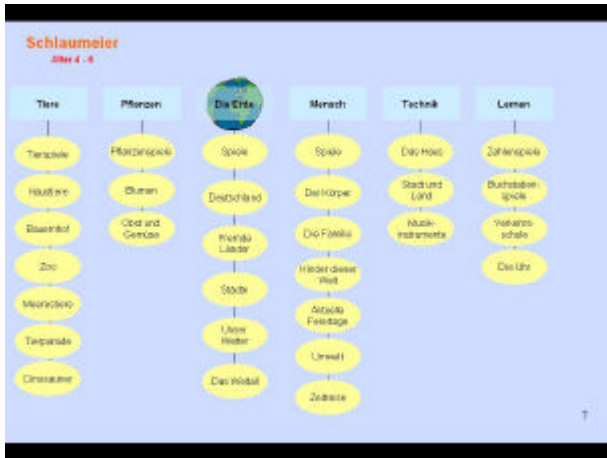 Schlaumeier
Alter 4 - 6
Tiere
Pflanzen
Die Erde
Mensch
Technik
Lernen
Tierspiele
Pflanzenspiele
Spiele
Spiele
Das Haus
Zahlenspiele
Haustiere
Blumen
Deutschland
Der Körper
Stadt und
Land
Buchstaben-
spiele
Bauernhof
Obst und
Gemüse
Fremde
Länder
Die Familie
Musik-
instrumente
Verkehrs-
schule
Zoo
Städte
Kinder dieser
Welt
Die Uhr
Meerestiere
Unser
Wetter
Aktuelle
Feiertage
Tierparade
Das Weltall
Umwelt
Dinosaurier
Zeitreise
7